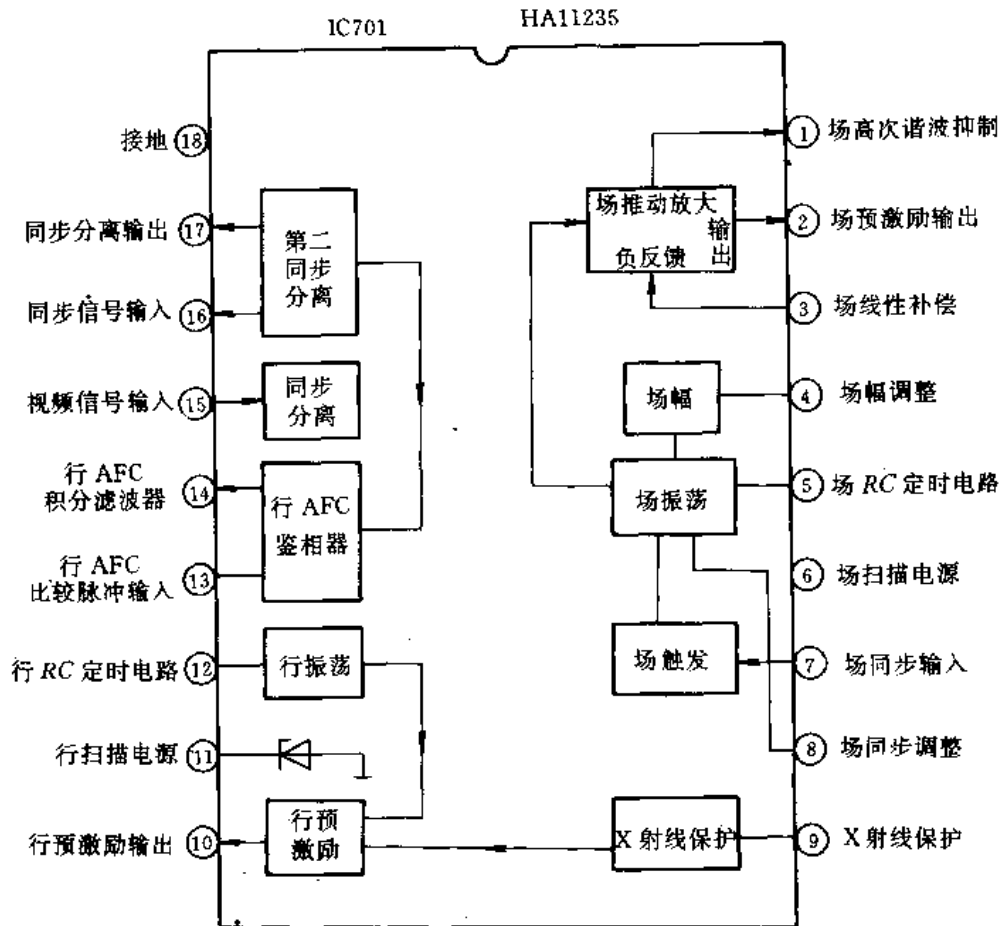 IC701 HA11235
接地 ⑱
同步分离输出 ⑰
同步信号输入 ⑯
视频信号输入 ⑮
行 AFC
积分滤波器 ⑭
行 AFC
比较脉冲输入 ⑬
行 RC 定时电路 ⑫
行扫描电源 ⑪
行预激励输出 ⑩
第二
同步
分离
同步
分离
行 AFC
鉴相器
行振荡
行预
激励
场推动放大
输出
负反馈
场幅
场振荡
场触发
X 射线保护
① 场高次谐波抑制
② 场预激励输出
③ 场线性补偿
④ 场幅调整
⑤ 场 RC 定时电路
⑥ 场扫描电源
⑦ 场同步输入
⑧ 场同步调整
⑨ X 射线保护